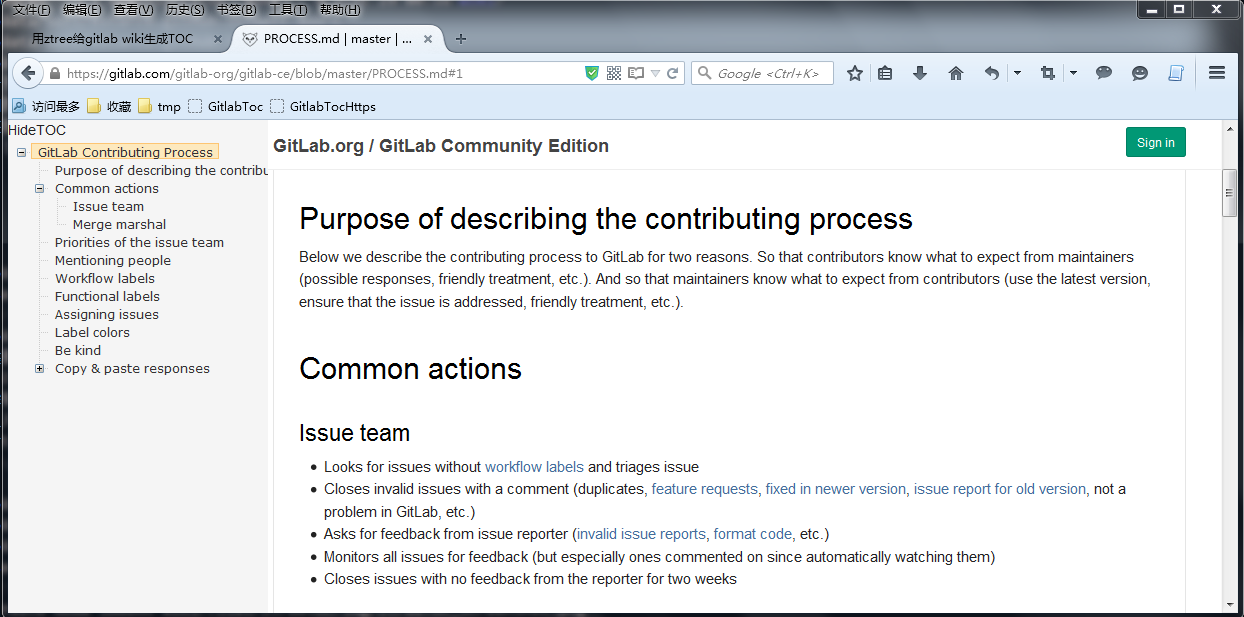 文件(F) 编辑(E) 查看(V) 历史(S) 书签(B) 工具(T) 帮助(H)
用ztree给gitlab wiki生成TOC × PROCESS.md | master | ... × +
https://gitlab.com/gitlab-org/gitlab-ce/blob/master/PROCESS.md#1 Google <Ctrl+K>
访问最多 收藏 tmp GitlabToc GitlabTocHttps
HideTOC
GitLab Contributing Process
Purpose of describing the contribu
Common actions
Issue team
Merge marshal
Priorities of the issue team
Mentioning people
Workflow labels
Functional labels
Assigning issues
Label colors
Be kind
Copy & paste responses
GitLab.org / GitLab Community Edition
Sign in
Purpose of describing the contributing process
Below we describe the contributing process to GitLab for two reasons. So that contributors know what to expect from maintainers
(possible responses, friendly treatment, etc.). And so that maintainers know what to expect from contributors (use the latest version,
ensure that the issue is addressed, friendly treatment, etc.).
Common actions
Issue team
• Looks for issues without workflow labels and triages issue
• Closes invalid issues with a comment (duplicates, feature requests, fixed in newer version, issue report for old version, not a
problem in GitLab, etc.)
• Asks for feedback from issue reporter (invalid issue reports, format code, etc.)
• Monitors all issues for feedback (but especially ones commented on since automatically watching them)
• Closes issues with no feedback from the reporter for two weeks